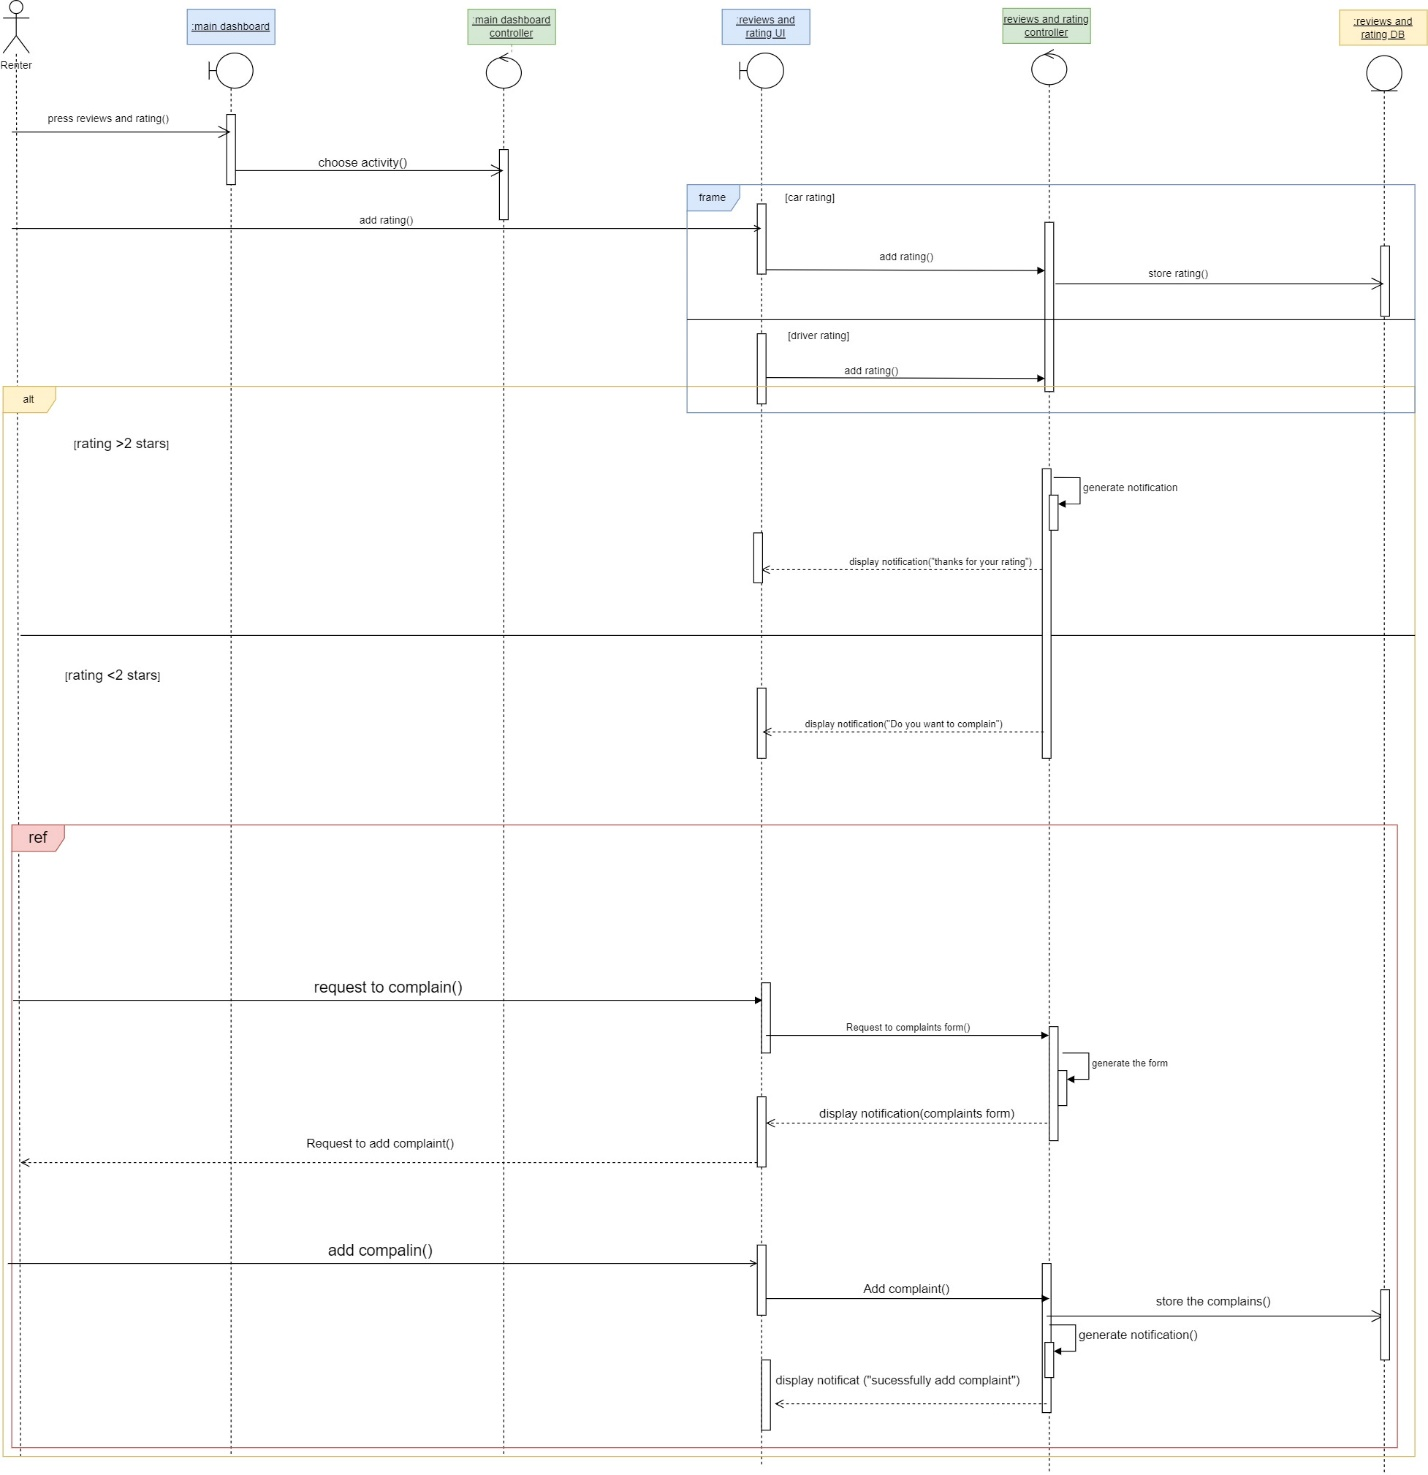 :main dashboard
:main dashboard
controller
:reviews and
rating UI
reviews and rating
controller
:reviews and
rating DB
Renter
press reviews and rating()
choose activity()
frame
[car rating]
add rating()
add rating()
store rating()
[driver rating]
add rating()
alt
[rating >2 stars]
generate notification
display notification("thanks for your rating")
[rating <2 stars]
display notification("Do you want to complain")
ref
request to complain()
Request to complaints form()
generate the form
display notification(complaints form)
Request to add complaint()
add compalin()
Add complaint()
store the complains()
generate notification()
display notificat ("sucessfully add complaint")